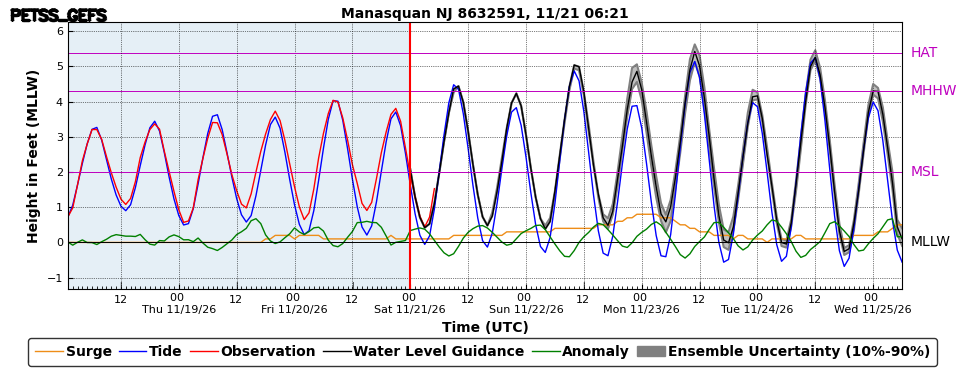 PETSS_GEFS
Manasquan NJ 8632591, 11/21 06:21
Height in Feet (MLLW)
6
5
4
3
2
1
0
−1
HAT
MHHW
MSL
MLLW
12 00 12 00 12 00 12 00 12 00 12 00 12 00
Thu 11/19/26 Fri 11/20/26 Sat 11/21/26 Sun 11/22/26 Mon 11/23/26 Tue 11/24/26 Wed 11/25/26
Time (UTC)
Surge Tide Observation Water Level Guidance Anomaly Ensemble Uncertainty (10%-90%)